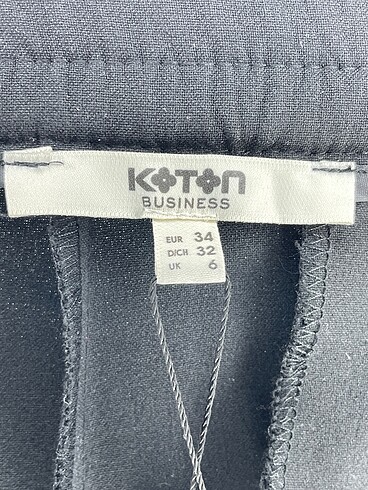 KOTON
BUSINESS
EUR 34
D/CH 32
UK 6